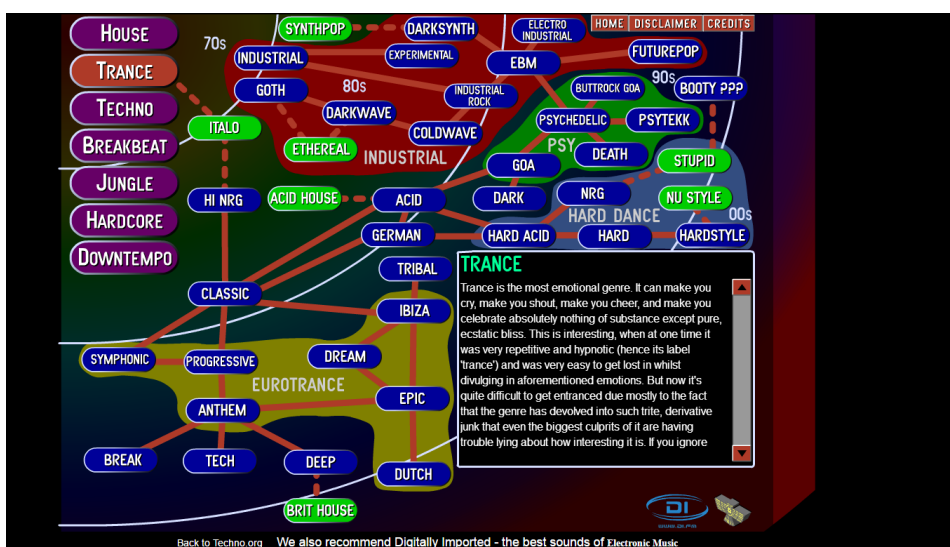 HOUSE
TRANCE
TECHNO
BREAKBEAT
JUNGLE
HARDCORE
DOWNTEMPO
HOME
DISCLAIMER
CREDITS
70s
80s
90s
00s
SYNTHPOP
DARKSYNTH
ELECTRO
INDUSTRIAL
INDUSTRIAL
EXPERIMENTAL
EBM
FUTUREPOP
GOTH
INDUSTRIAL
ROCK
BUTTROCK GOA
BOOTY ???
DARKWAVE
PSYCHEDELIC
PSYTEKK
ITALO
COLDWAVE
ETHEREAL
INDUSTRIAL
PSY
DEATH
GOA
STUPID
HI NRG
ACID HOUSE
ACID
DARK
NRG
NU STYLE
HARD DANCE
GERMAN
HARD ACID
HARD
HARDSTYLE
TRIBAL
CLASSIC
IBIZA
SYMPHONIC
PROGRESSIVE
DREAM
EUROTRANCE
ANTHEM
EPIC
BREAK
TECH
DEEP
DUTCH
BRIT HOUSE
TRANCE
Trance is the most emotional genre. It can make you
cry, make you shout, make you cheer, and make you
celebrate absolutely nothing of substance except pure,
ecstatic bliss. This is interesting, when at one time it
was very repetitive and hypnotic (hence its label
'trance') and was very easy to get lost in whilst
divulging in aforementioned emotions. But now it's
quite difficult to get entranced due mostly to the fact
that the genre has devolved into such trite, derivative
junk that even the biggest culprits of it are having
trouble lying about how interesting it is. If you ignore
DI
WWW.DI.FM
Back to Techno.org
We also recommend Digitally Imported - the best sounds of Electronic Music